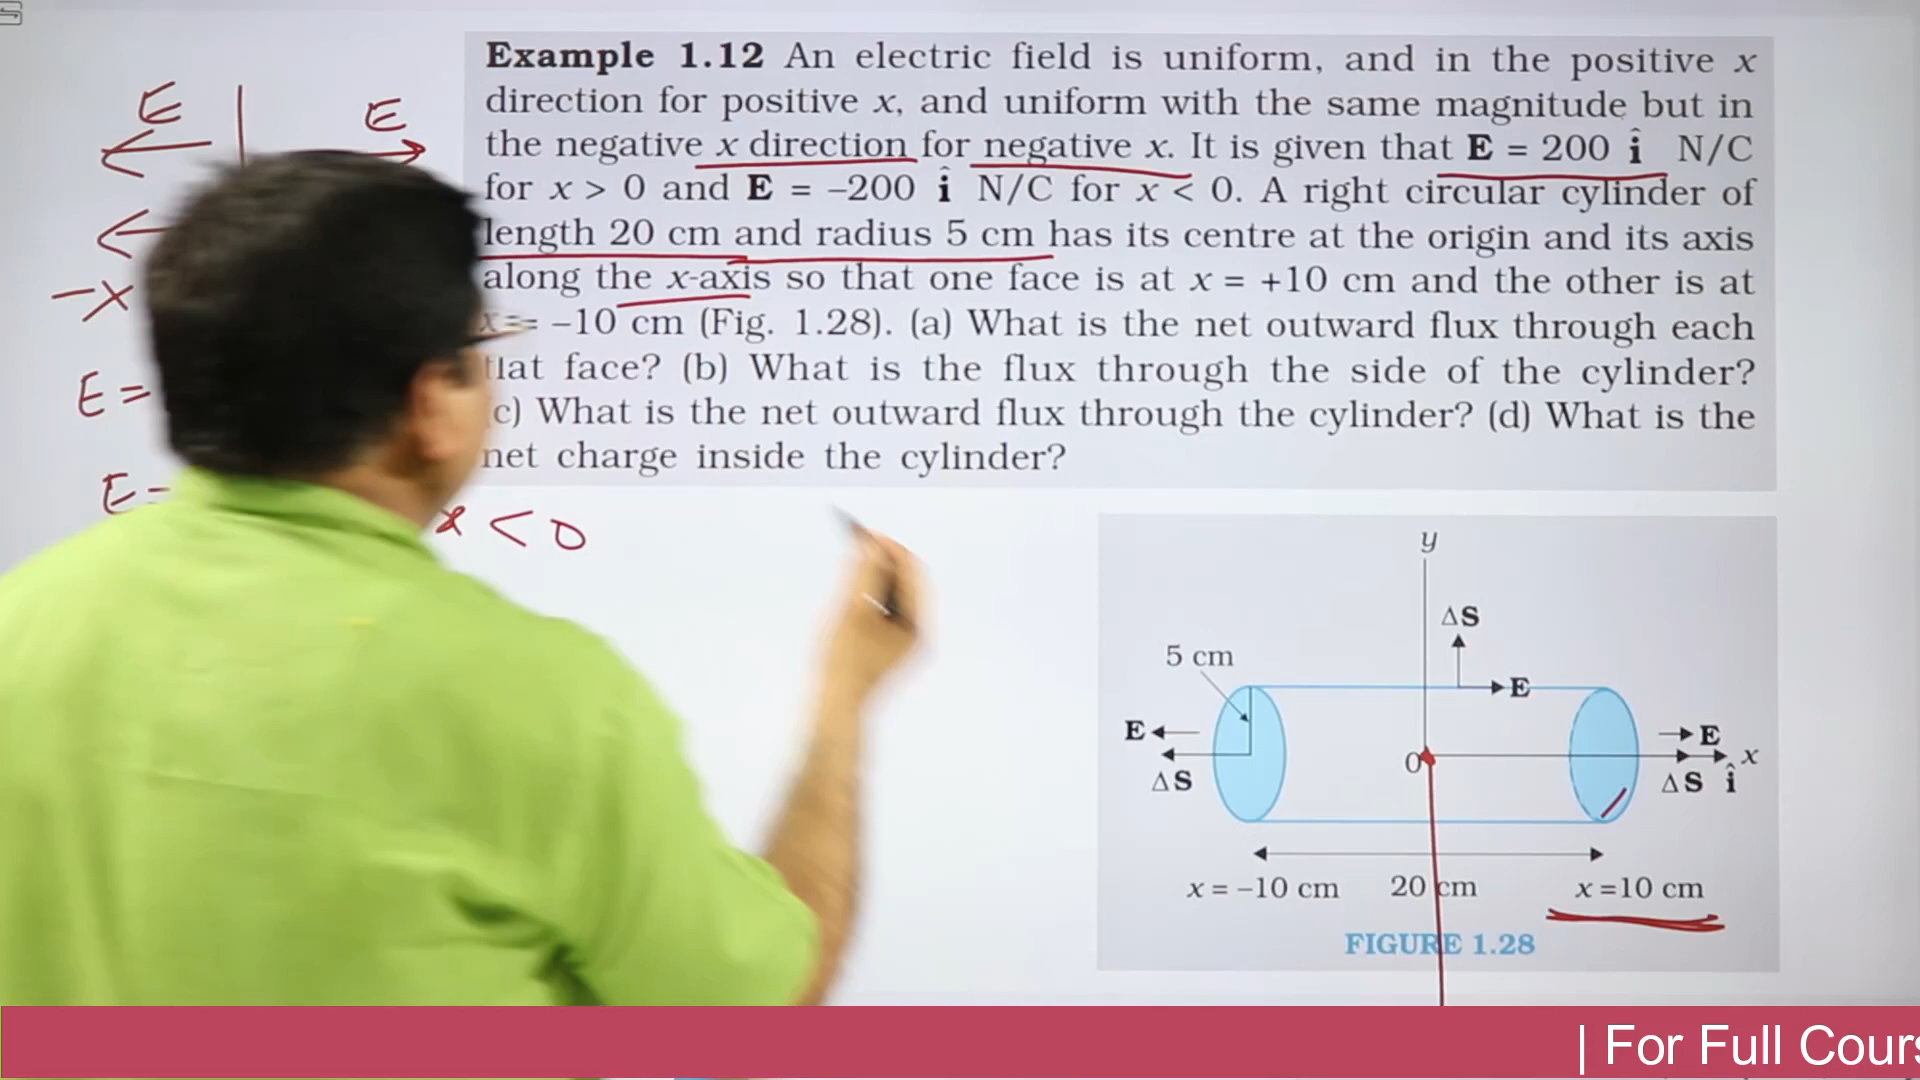 Example 1.12 An electric field is uniform, and in the positive x
direction for positive x, and uniform with the same magnitude but in
the negative x direction for negative x. It is given that E = 200 î N/C
for x > 0 and E = –200 î N/C for x < 0. A right circular cylinder of
length 20 cm and radius 5 cm has its centre at the origin and its axis
along the x-axis so that one face is at x = +10 cm and the other is at
x = –10 cm (Fig. 1.28). (a) What is the net outward flux through each
flat face? (b) What is the flux through the side of the cylinder?
(c) What is the net outward flux through the cylinder? (d) What is the
net charge inside the cylinder?
E
E
–x
E =
E =
x < 0
y
ΔS
5 cm
E
E
E
0
x
ΔS
ΔS î
x = –10 cm 20 cm x =10 cm
FIGURE 1.28
| For Full Cours